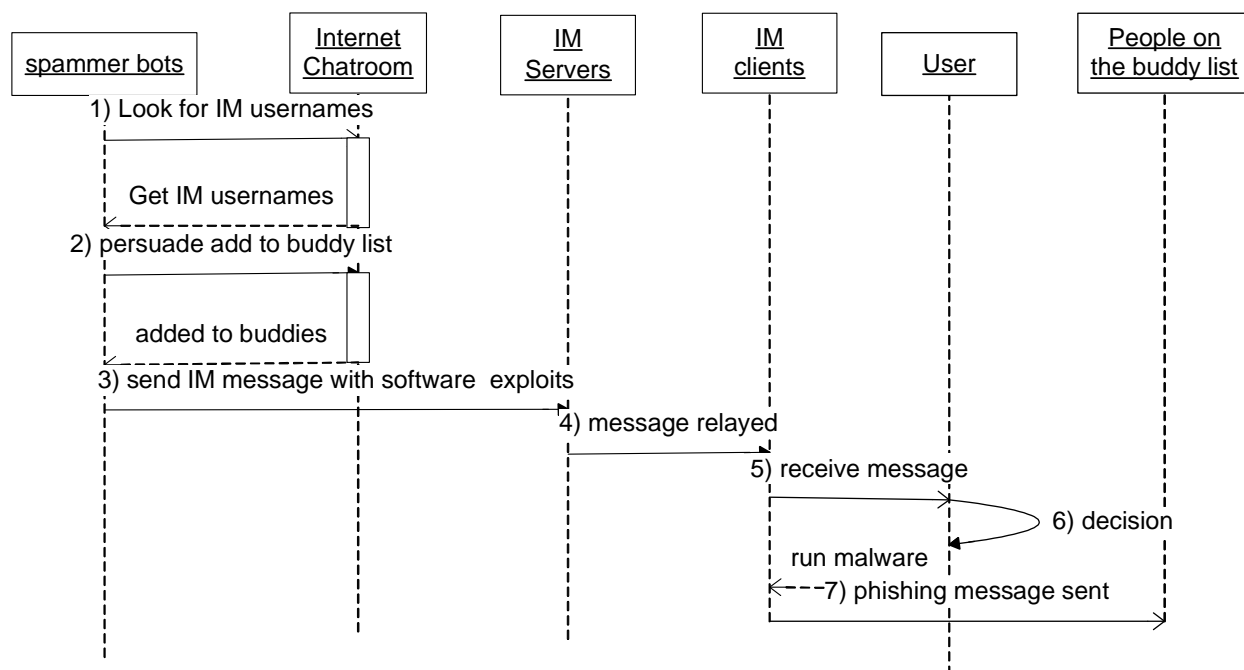 spammer bots
Internet
Chatroom
IM
Servers
IM
clients
User
People on
the buddy list
1) Look for IM usernames
Get IM usernames
2) persuade add to buddy list
added to buddies
3) send IM message with software exploits
4) message relayed
5) receive message
6) decision
run malware
7) phishing message sent